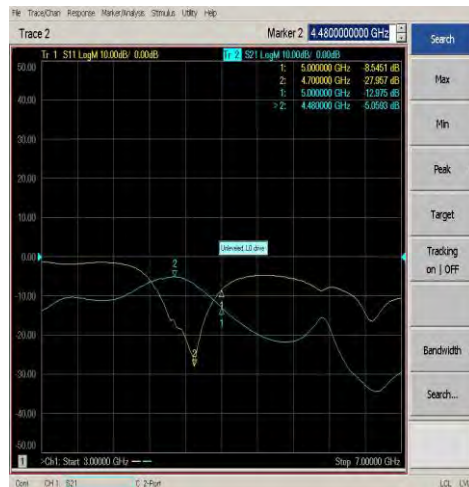 File Trace/Chan Response Marker/Analysis Stimulus Utility Help
Trace 2
Marker 2 4.4800000000 GHz
Search
Tr 1 S11 LogM 10.00dB/ 0.00dB
Tr 2 S21 LogM 10.00dB/ 0.00dB
1: 5.000000 GHz -8.5451 dB
2: 4.700000 GHz -27.957 dB
1: 5.000000 GHz -12.975 dB
> 2: 4.480000 GHz -5.0593 dB
50.00
40.00
30.00
20.00
10.00
0.00
-10.00
-20.00
-30.00
-40.00
-50.00
Unleveled, LO drive
2
1
1
2
Max
Min
Peak
Target
Tracking
on | OFF
Bandwidth
Search...
1
>Ch1: Start 3.00000 GHz
Stop 7.00000 GHz
Cont.
CH 1:
S21
C 2-Port
LCL